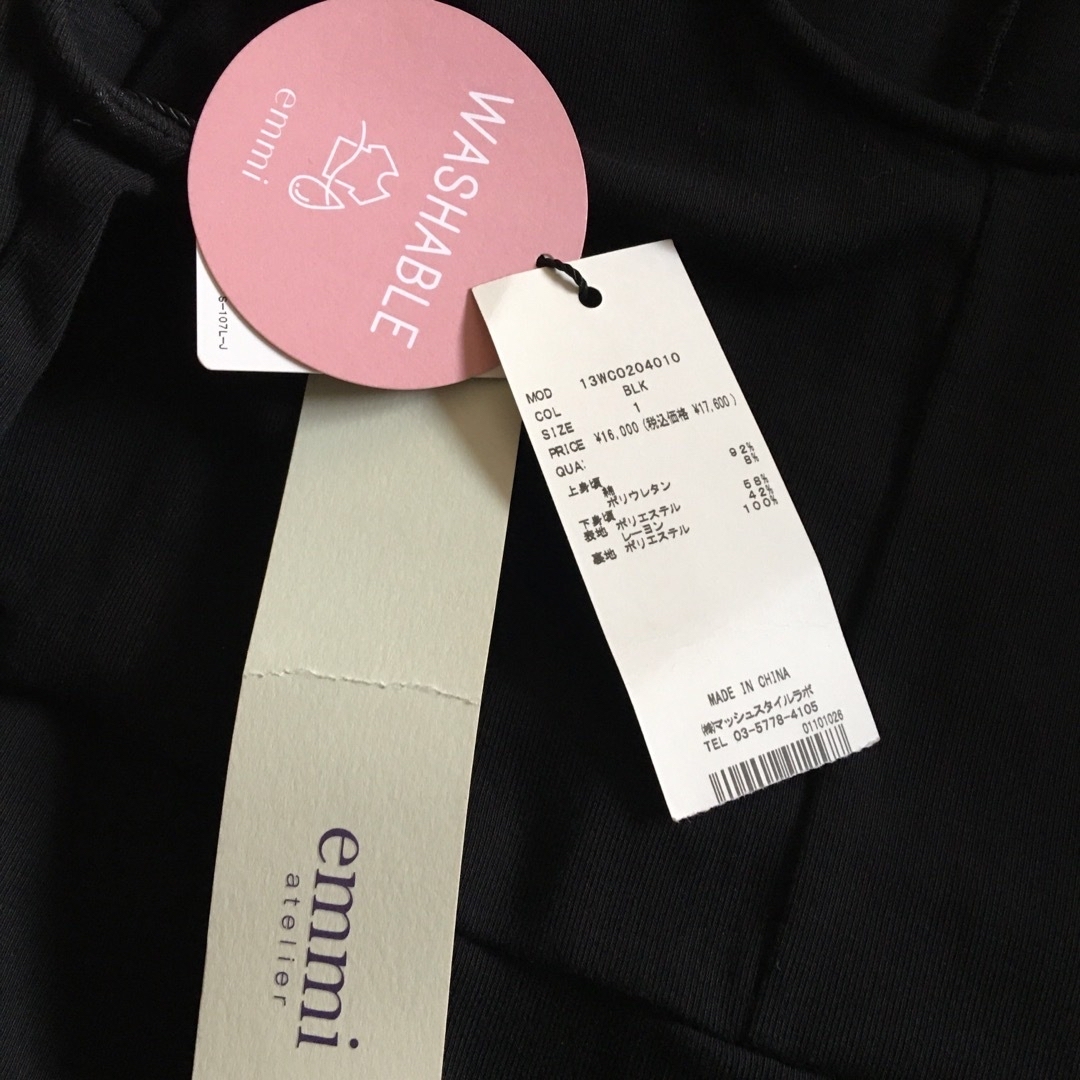 WASHABLE
emmi
S-107L-J
MOD 13WCO204010
COL BLK
SIZE 1
PRICE ¥16,000(税込価格 ¥17,600)
QUA:
上身頃 綿 92%
ポリウレタン 8%
下身頃
表地 ポリエステル 58%
レーヨン 42%
裏地 ポリエステル 100%
MADE IN CHINA
㈱マッシュスタイルラボ
TEL 03-5778-4105
01101026
emmi
atelier